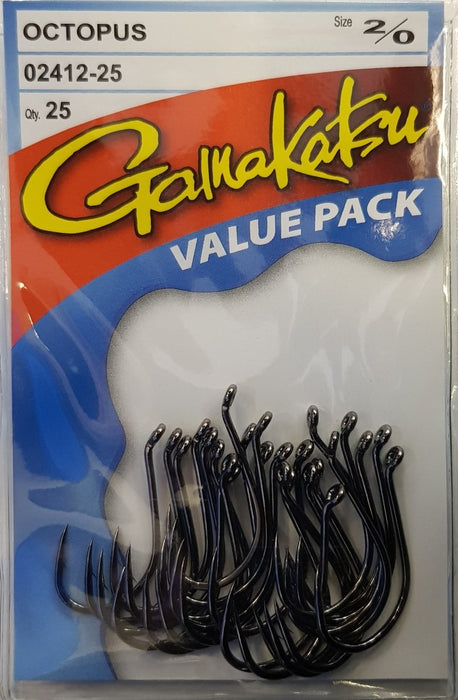 OCTOPUS
Size 2/0
02412-25
Qty. 25
Gamakatsu
VALUE PACK